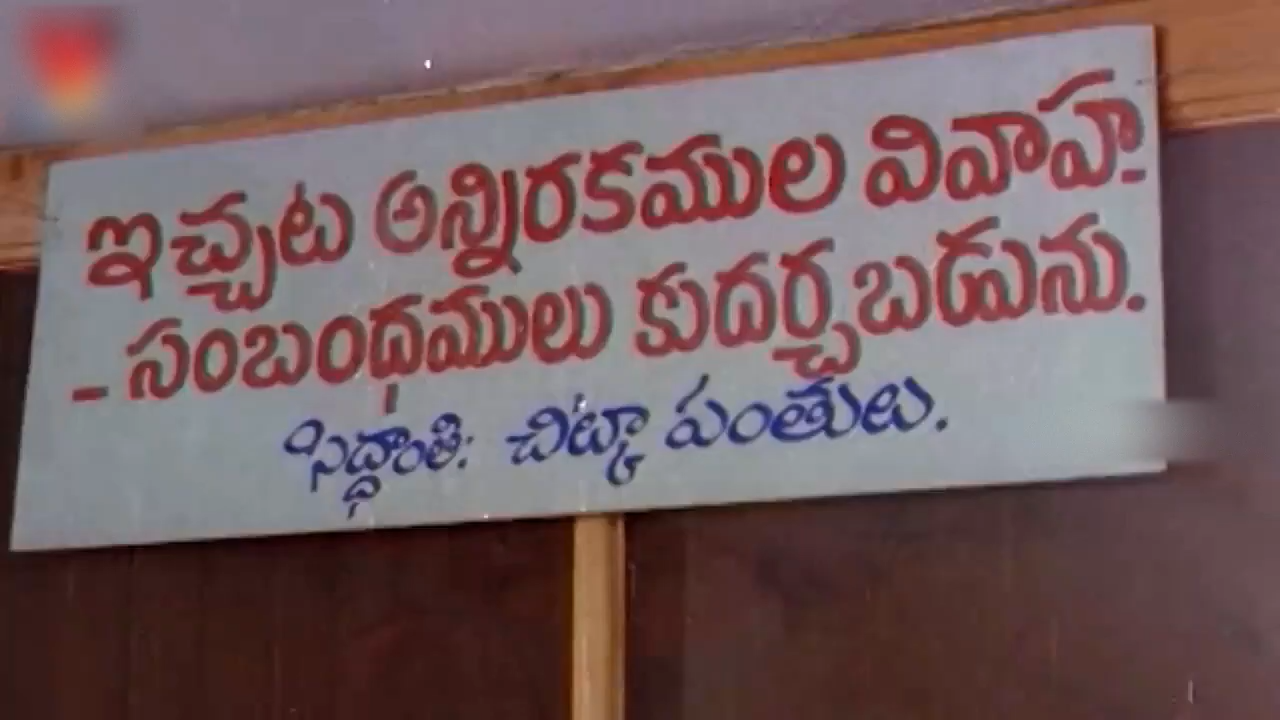 ఇచ్చట అన్నిరకముల వివాహ-
- సంబంధములు కుదర్చబడును.
సిద్ధాంతి: చిట్కా పంతులు.